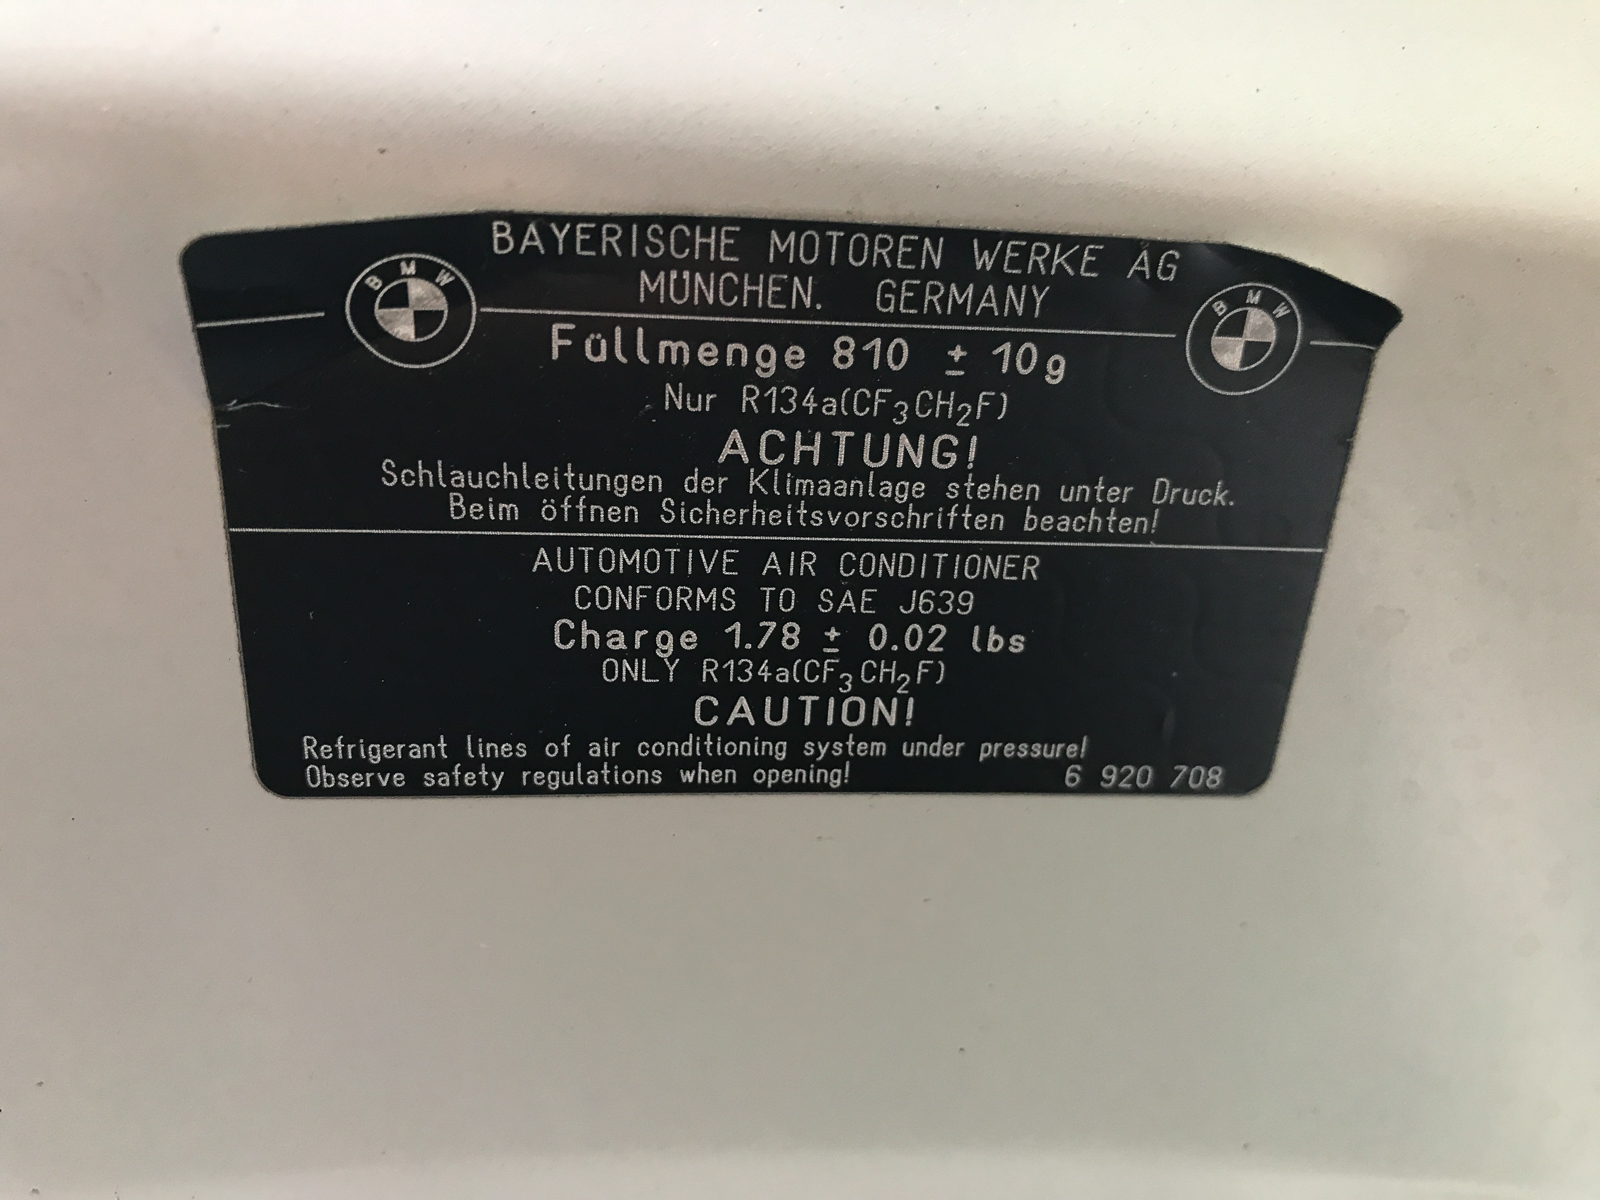 BAYERISCHE MOTOREN WERKE AG
MÜNCHEN. GERMANY
BMW
BMW
Füllmenge 810 ± 10g
Nur R134a(CF₃CH₂F)
ACHTUNG!
Schlauchleitungen der Klimaanlage stehen unter Druck.
Beim öffnen Sicherheitsvorschriften beachten!
AUTOMOTIVE AIR CONDITIONER
CONFORMS TO SAE J639
Charge 1.78 ± 0.02 lbs
ONLY R134a(CF₃CH₂F)
CAUTION!
Refrigerant lines of air conditioning system under pressure!
Observe safety regulations when opening!
6 920 708